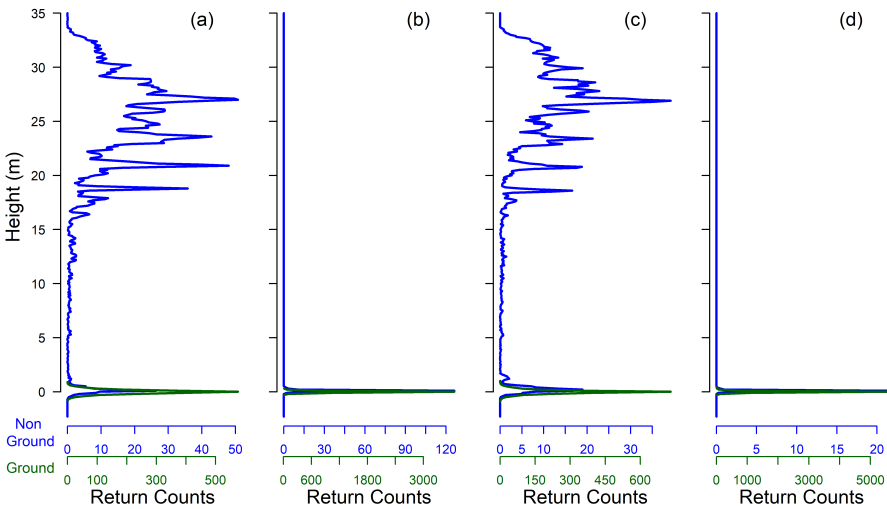 (a) (b) (c) (d)
35
30
25
20
15
10
5
0
Height (m)
Non Ground
0 10 20 30 40 50
0 30 60 90 120
0 5 10 20 30
0 5 10 15 20
Ground
0 100 300 500
0 600 1800 3000
0 150 300 450 600
0 1000 3000 5000
Return Counts Return Counts Return Counts Return Counts